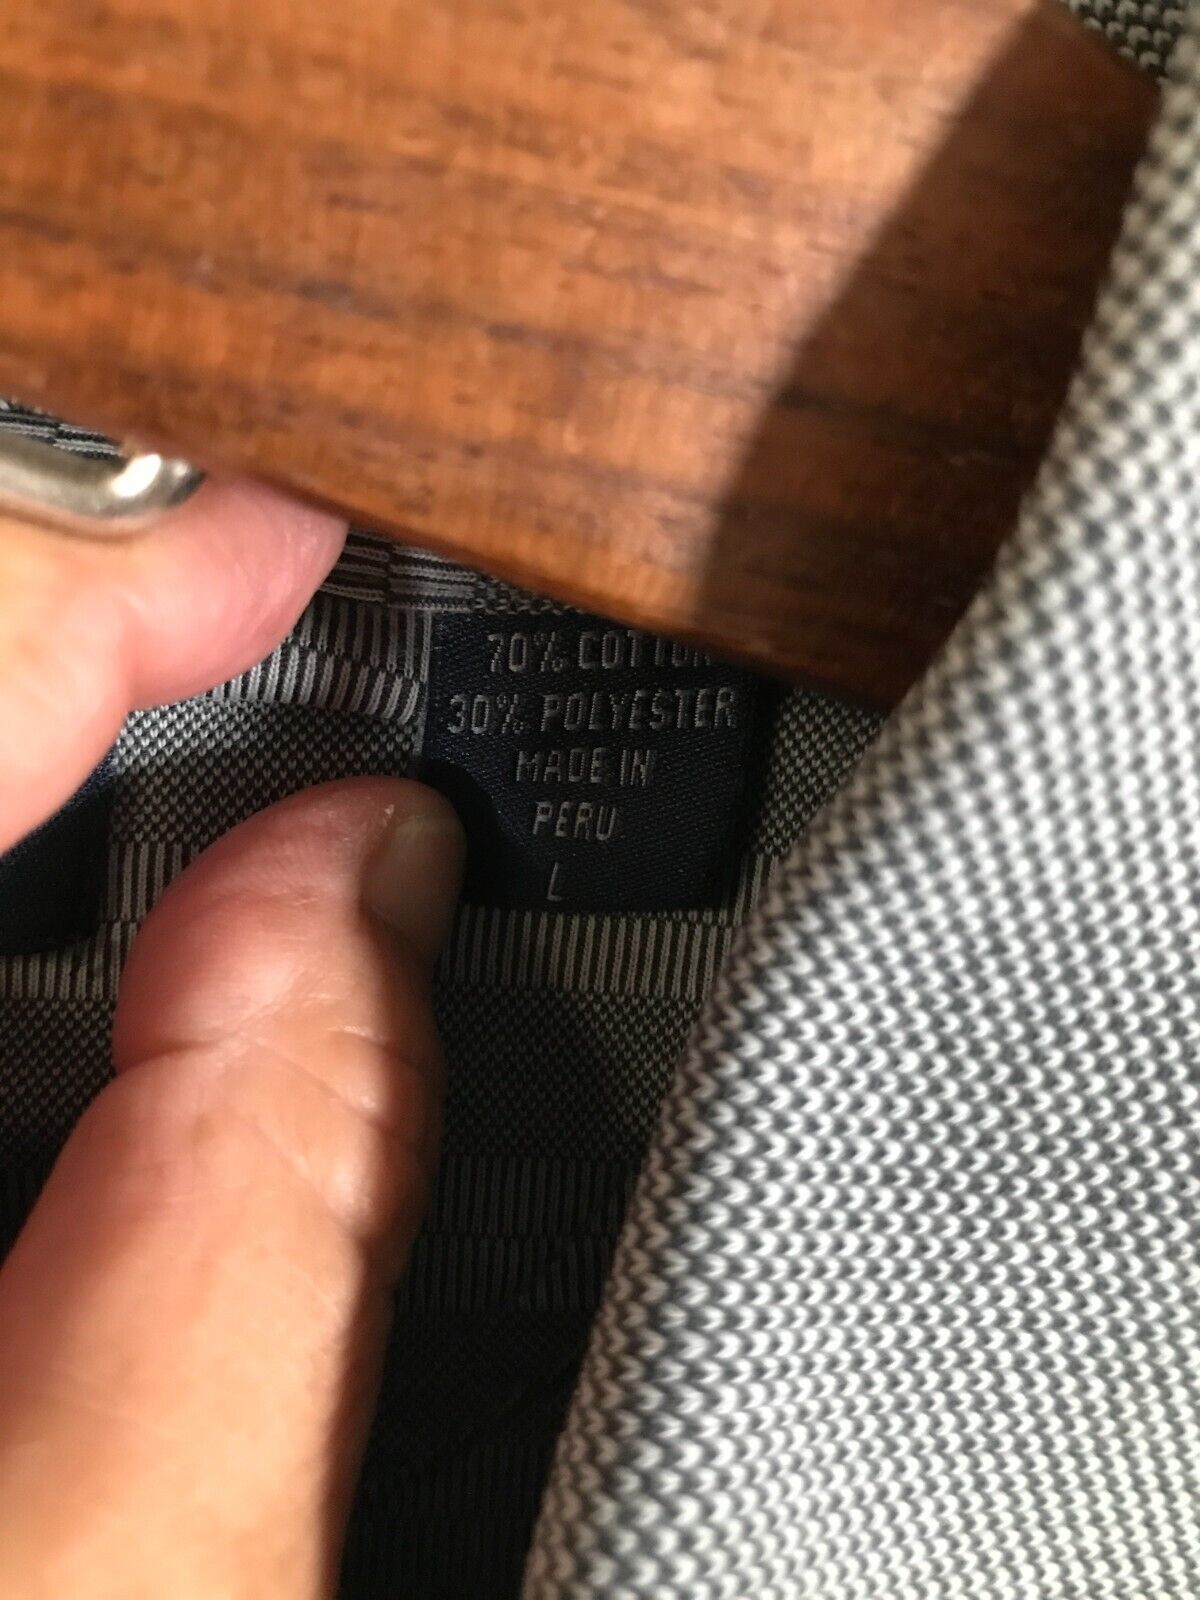 70% COTTON
30% POLYESTER
MADE IN
PERU
L